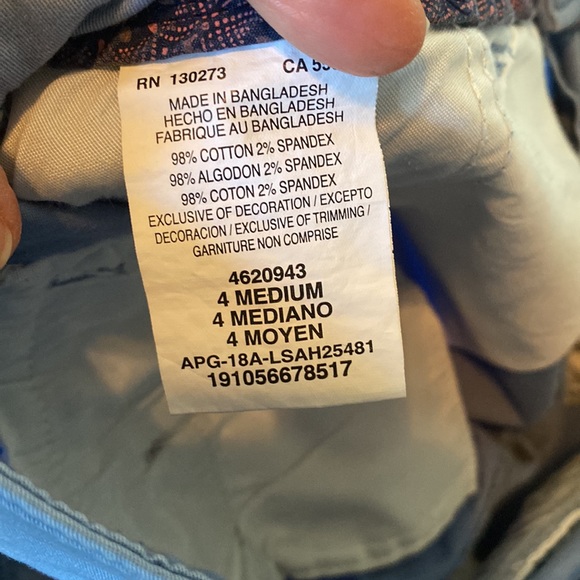 RN 130273 CA 55
MADE IN BANGLADESH
HECHO EN BANGLADESH
FABRIQUE AU BANGLADESH
98% COTTON 2% SPANDEX
98% ALGODON 2% SPANDEX
98% COTON 2% SPANDEX
EXCLUSIVE OF DECORATION / EXCEPTO
DECORACION / EXCLUSIVE OF TRIMMING /
GARNITURE NON COMPRISE
4620943
4 MEDIUM
4 MEDIANO
4 MOYEN
APG-18A-LSAH25481
191056678517